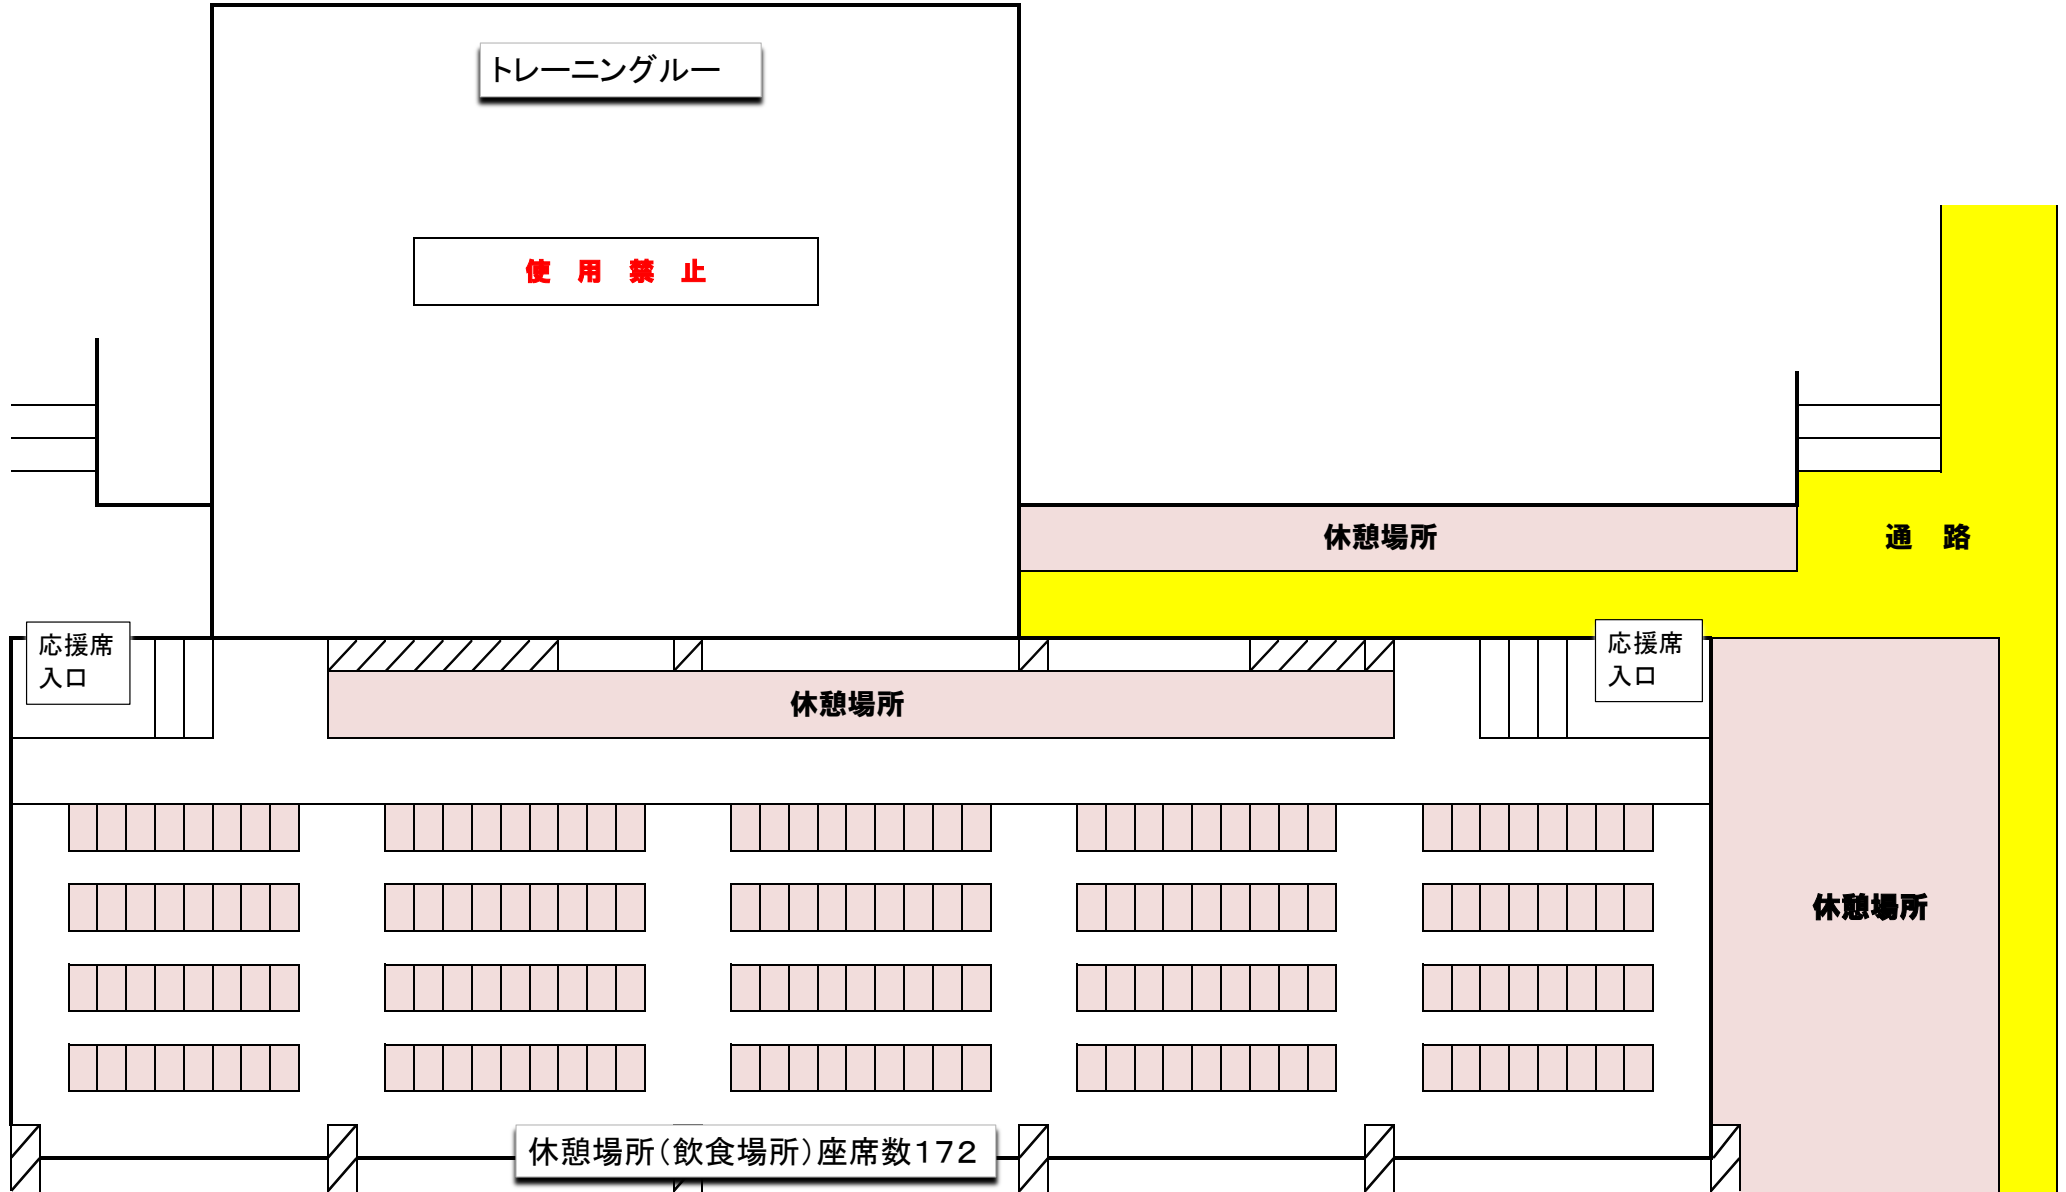 トレーニングルー
使 用 禁 止
休憩場所
通 路
応援席
入口
応援席
入口
休憩場所
休憩場所
休憩場所（飲食場所）座席数１７２